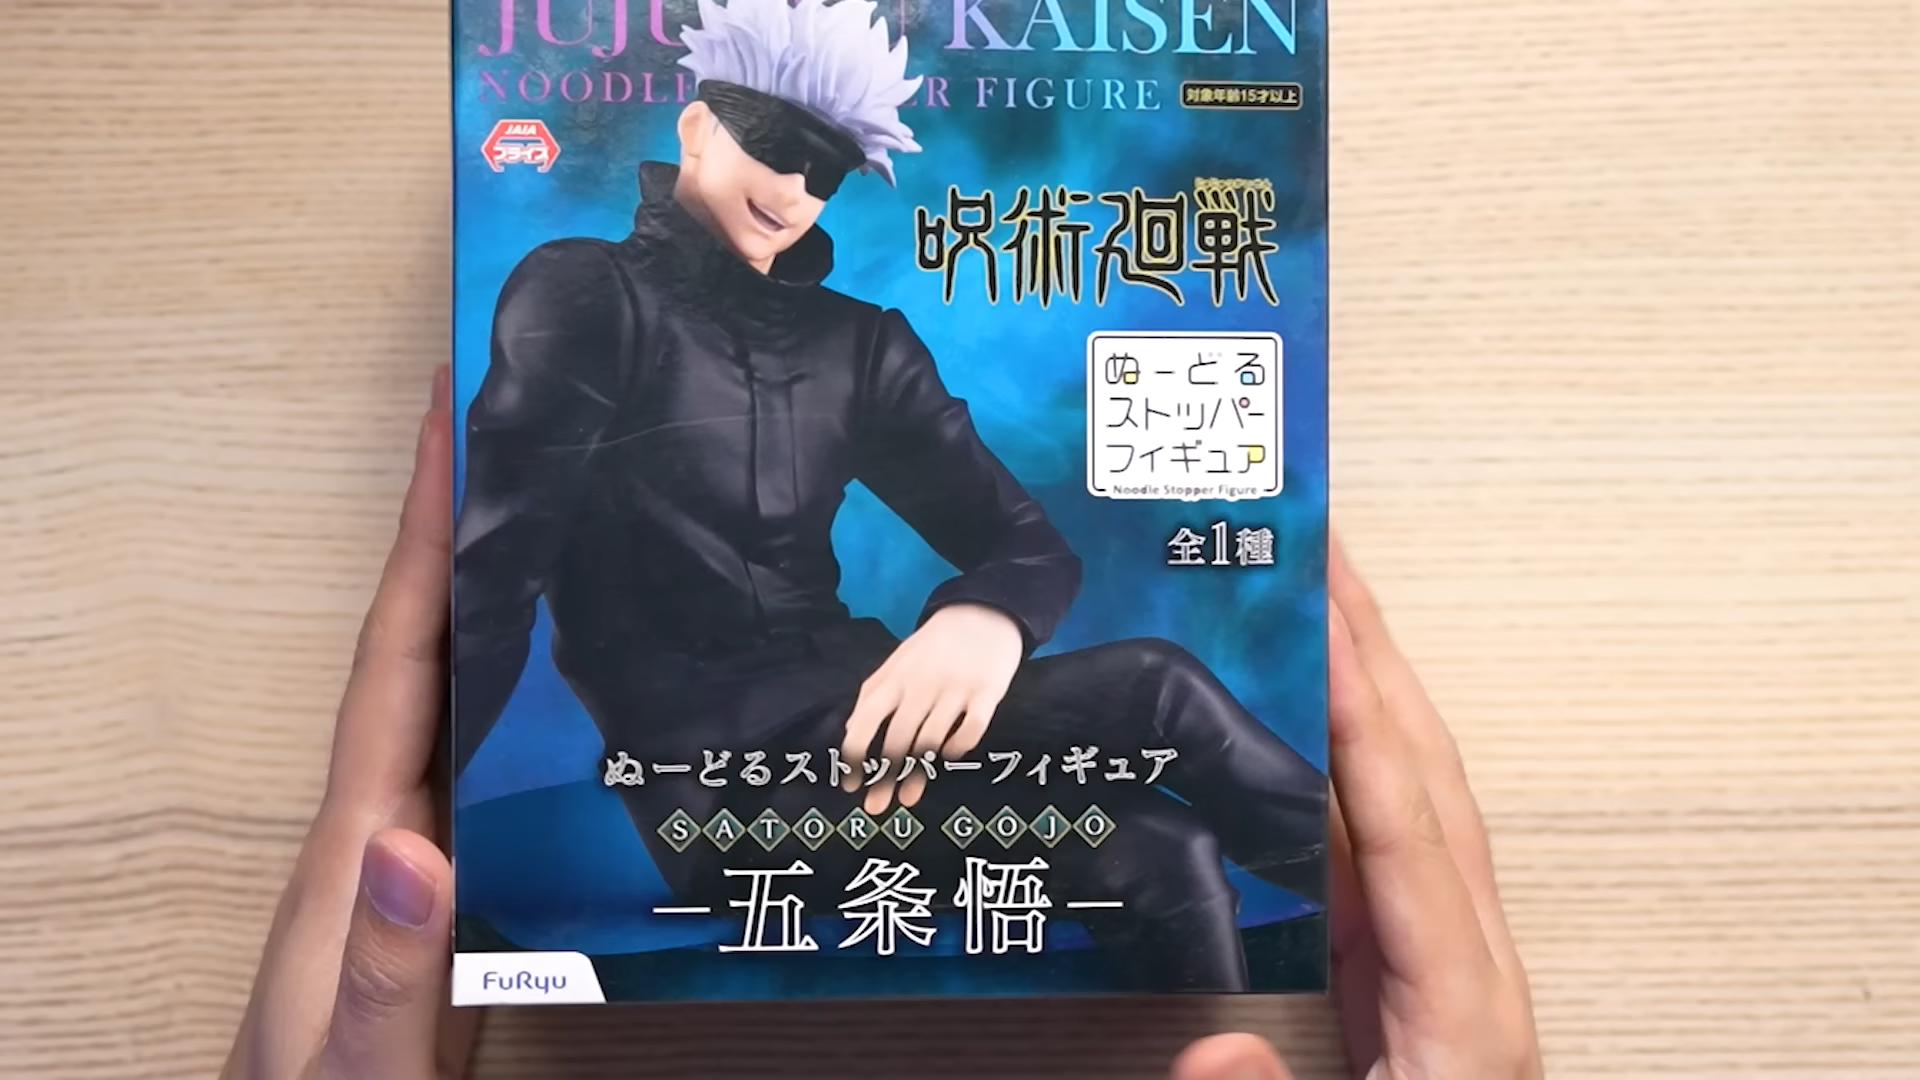 JUJU KAISEN
NOODLE ER FIGURE
対象年齢15才以上
JAIA
プライズ
呪術廻戦
ぬーどる
ストッパー
フィギュア
Noodle Stopper Figure
全1種
ぬーどるストッパーフィギュア
SATORU GOJO
―五条悟―
FuRyu